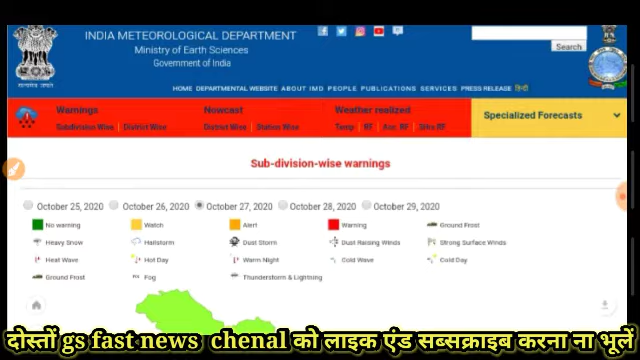 INDIA METEOROLOGICAL DEPARTMENT
Ministry of Earth Sciences
Government of India
सत्यमेव जयते
Search
HOME DEPARTMENTAL WEBSITE ABOUT IMD PEOPLE PUBLICATIONS SERVICES PRESS RELEASE हिन्दी
Warnings Nowcast Weather realized Specialized Forecasts
Subdivision Wise | District Wise District Wise | Station Wise Temp | RF | Acc. RF |
Sub-division-wise warnings
October 25, 2020 October 26, 2020 October 27, 2020 October 28, 2020 October 29, 2020
No warning Watch Alert Warning Ground Frost
Heavy Snow Hailstorm Dust Storm Dust Raising Winds Strong Surface Winds
Heat Wave Hot Day Warm Night Cold Wave Cold Day
Ground Frost Fog Thunderstorm & Lightning
दोस्तों gs fast news chenal को लाइक एंड सब्सक्राइब करना ना भूलें